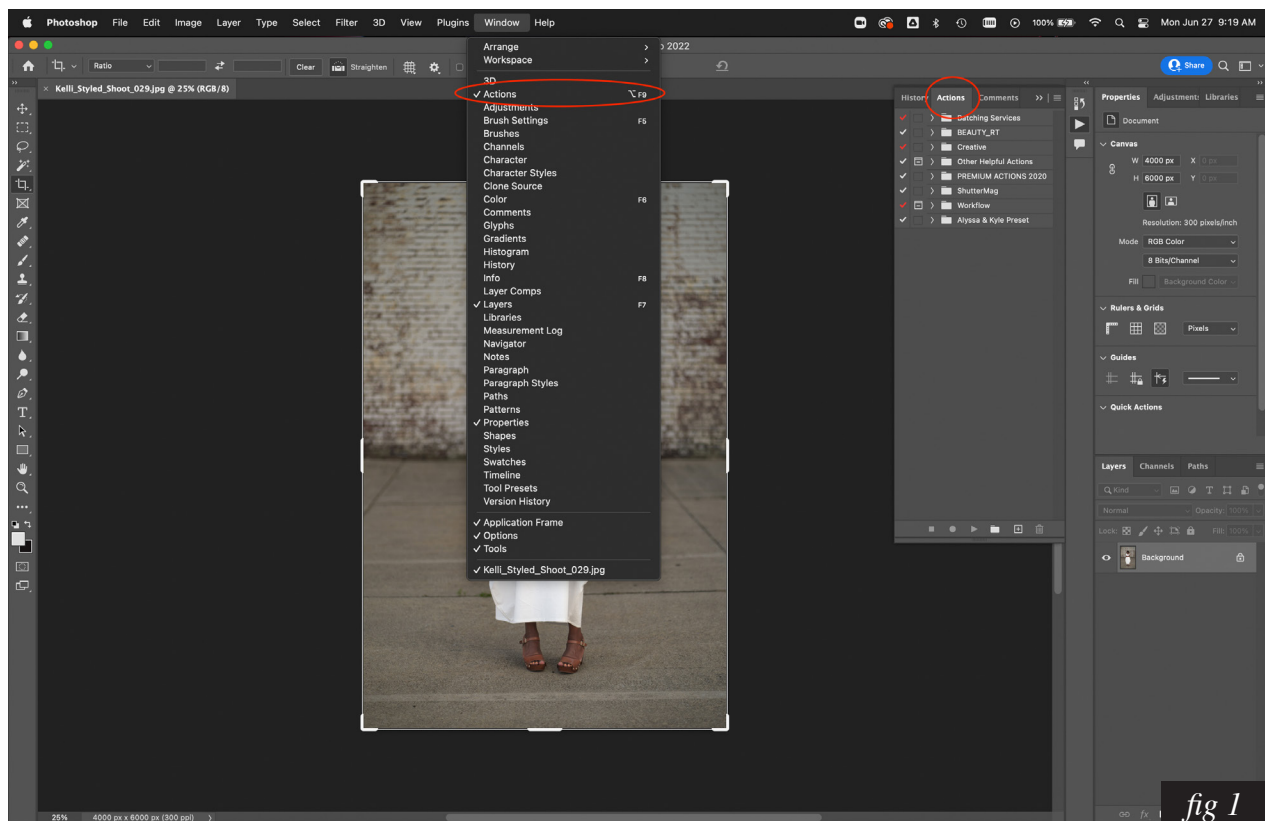 Photoshop File Edit Image Layer Type Select Filter 3D View Plugins Window Help 100% Mon Jun 27 9:19 AM
2022
Ratio Clear Straighten Share
× Kelli_Styled_Shoot_029.jpg @ 25% (RGB/8)
Arrange
Workspace
3D
✓ Actions ⌥ F9
Adjustments
Brush Settings F5
Brushes
Channels
Character
Character Styles
Clone Source
Color F6
Comments
Glyphs
Gradients
Histogram
History
Info F8
Layer Comps
✓ Layers F7
Libraries
Measurement Log
Navigator
Notes
Paragraph
Paragraph Styles
Paths
Patterns
✓ Properties
Shapes
Styles
Swatches
Timeline
Tool Presets
Version History
✓ Application Frame
✓ Options
✓ Tools
✓ Kelli_Styled_Shoot_029.jpg
History Actions Comments
Batching Services
BEAUTY_RT
Creative
Other Helpful Actions
PREMIUM ACTIONS 2020
ShutterMag
Workflow
Alyssa & Kyle Preset
Properties Adjustments Libraries
Document
Canvas
W 4000 px X 0 px
H 6000 px Y 0 px
Resolution: 300 pixels/inch
Mode RGB Color
8 Bits/Channel
Fill Background Color
Rulers & Grids
Pixels
Guides
Quick Actions
Layers Channels Paths
Kind
Normal Opacity: 100%
Lock: Fill: 100%
Background
25% 4000 px x 6000 px (300 ppi)
fx
fig 1